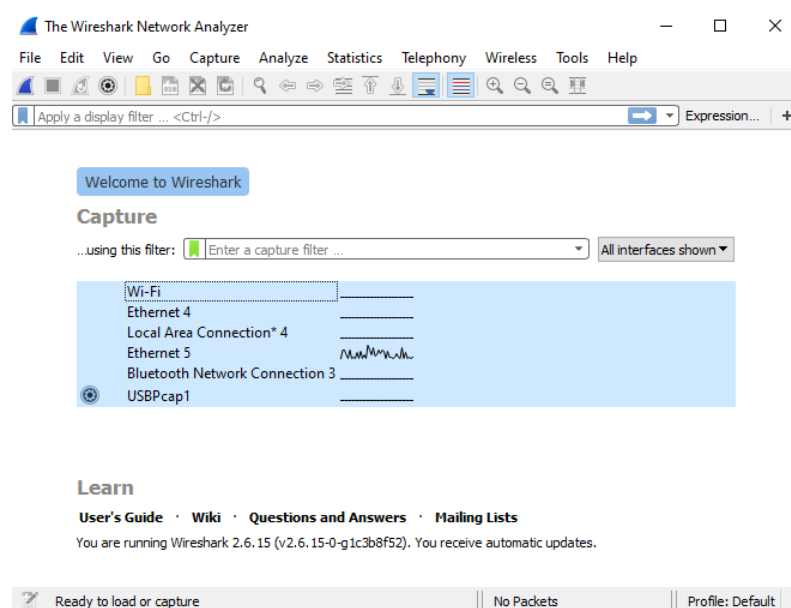 The Wireshark Network Analyzer
File Edit View Go Capture Analyze Statistics Telephony Wireless Tools Help
Apply a display filter ... <Ctrl-/>
Expression... +
Welcome to Wireshark
Capture
...using this filter: Enter a capture filter ... All interfaces shown
Wi-Fi
Ethernet 4
Local Area Connection* 4
Ethernet 5
Bluetooth Network Connection 3
USBPcap1
Learn
User's Guide · Wiki · Questions and Answers · Mailing Lists
You are running Wireshark 2.6.15 (v2.6.15-0-g1c3b8f52). You receive automatic updates.
Ready to load or capture No Packets Profile: Default